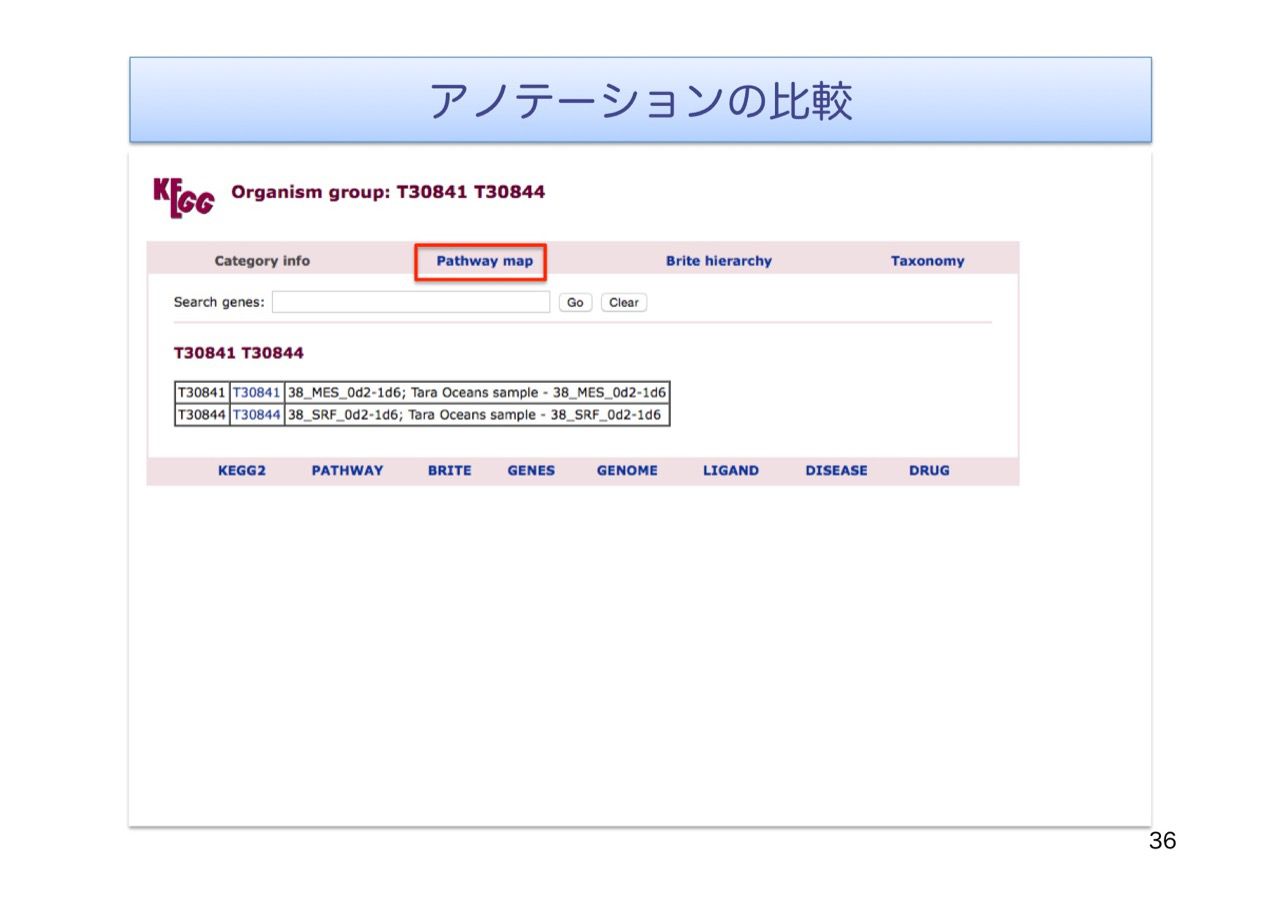 アノテーションの比較
KEGG Organism group: T30841 T30844
Category info Pathway map Brite hierarchy Taxonomy
Search genes: Go Clear
T30841 T30844
T30841 T30841 38_MES_0d2-1d6; Tara Oceans sample - 38_MES_0d2-1d6
T30844 T30844 38_SRF_0d2-1d6; Tara Oceans sample - 38_SRF_0d2-1d6
KEGG2 PATHWAY BRITE GENES GENOME LIGAND DISEASE DRUG
36